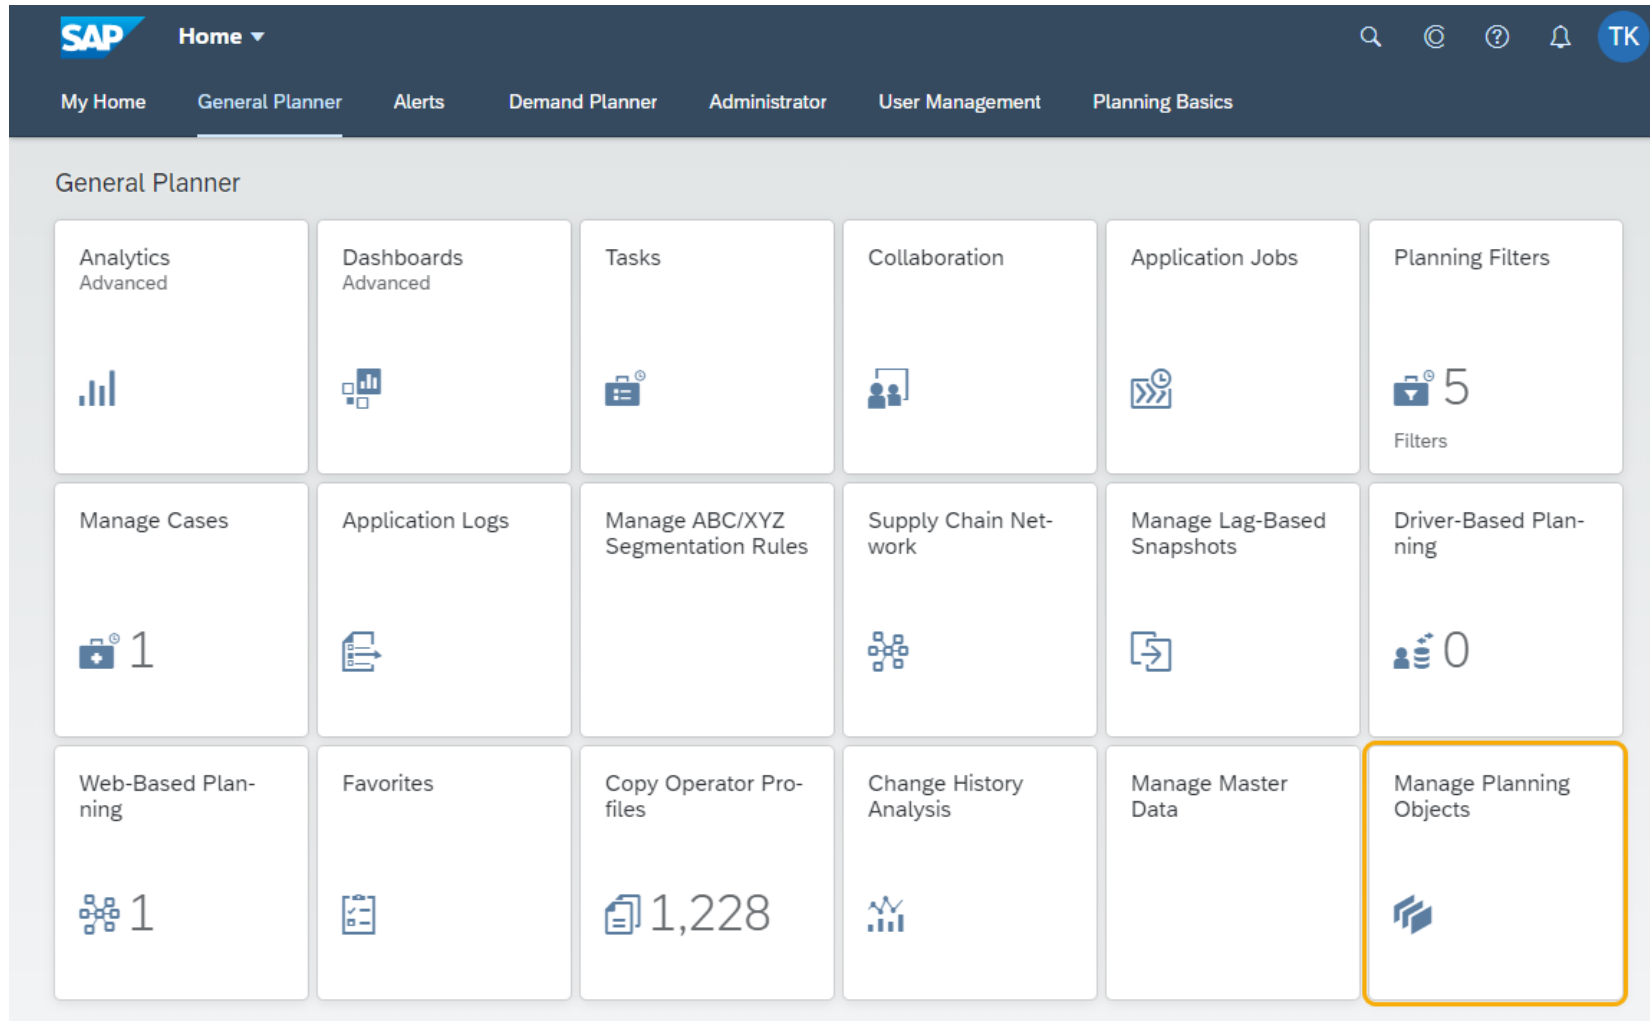 SAP Home
TK
My Home General Planner Alerts Demand Planner Administrator User Management Planning Basics
General Planner
Analytics
Advanced
Dashboards
Advanced
Tasks
Collaboration
Application Jobs
Planning Filters
5
Filters
Manage Cases
1
Application Logs
Manage ABC/XYZ
Segmentation Rules
Supply Chain Net-
work
Manage Lag-Based
Snapshots
Driver-Based Plan-
ning
0
Web-Based Plan-
ning
1
Favorites
Copy Operator Pro-
files
1,228
Change History
Analysis
Manage Master
Data
Manage Planning
Objects